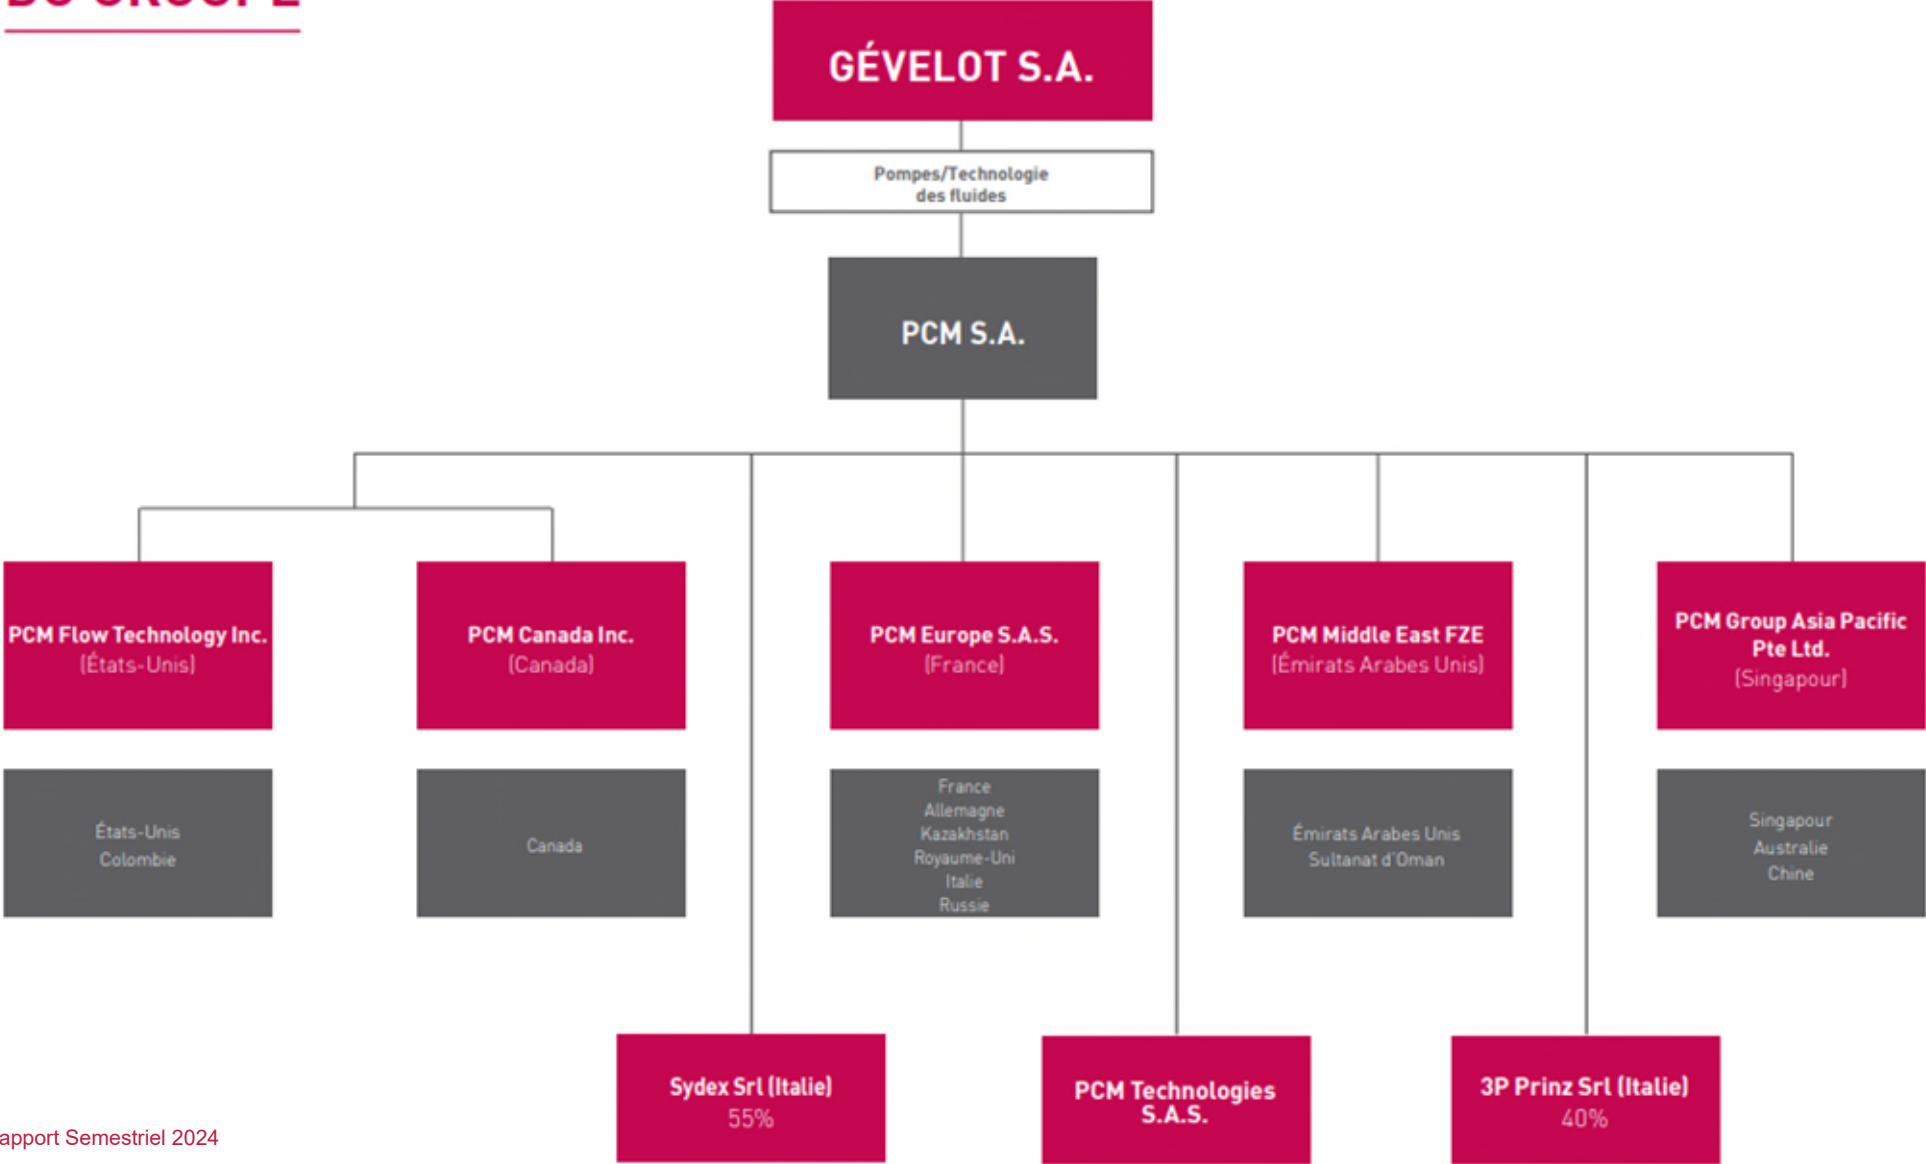 GÉVELOT S.A.
Pompes/Technologie
des fluides
PCM S.A.
PCM Flow Technology Inc.
(États-Unis)
PCM Canada Inc.
(Canada)
PCM Europe S.A.S.
(France)
PCM Middle East FZE
(Émirats Arabes Unis)
PCM Group Asia Pacific
Pte Ltd.
(Singapour)
États-Unis
Colombie
Canada
France
Allemagne
Kazakhstan
Royaume-Uni
Italie
Russie
Émirats Arabes Unis
Sultanat d'Oman
Singapour
Australie
Chine
Sydex Srl (Italie)
55%
PCM Technologies
S.A.S.
3P Prinz Srl (Italie)
40%
apport Semestriel 2024